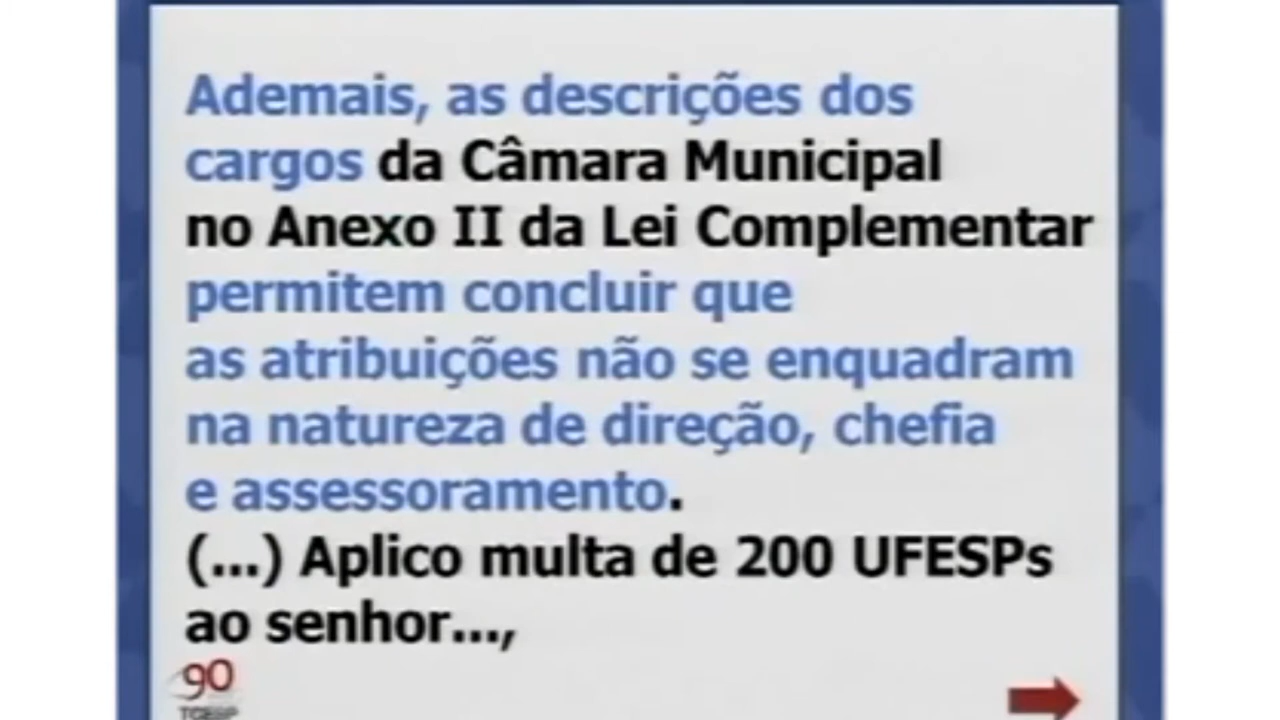 Ademais, as descrições dos
cargos da Câmara Municipal
no Anexo II da Lei Complementar
permitem concluir que
as atribuições não se enquadram
na natureza de direção, chefia
e assessoramento.
(...) Aplico multa de 200 UFESPs
ao senhor...,
90
TCESP